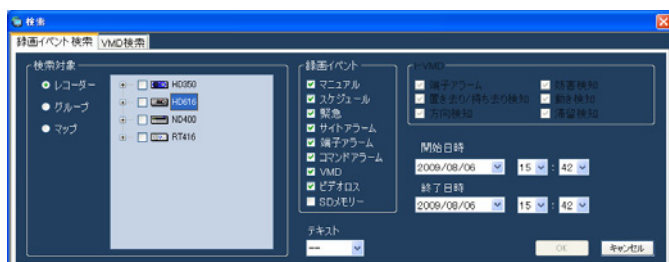 検索
録画イベント検索 VMD検索
検索対象
レコーダー
グループ
マップ
HD350
HD616
ND400
RT416
録画イベント
マニュアル
スケジュール
緊急
サイトアラーム
端子アラーム
コマンドアラーム
VMD
ビデオロス
SDメモリー
テキスト
--
i-VMD
端子アラーム 妨害検知
置き去り/持ち去り検知 動き検知
方向検知 滞留検知
開始日時
2009/08/06 15 : 42
終了日時
2009/08/06 15 : 42
OK キャンセル